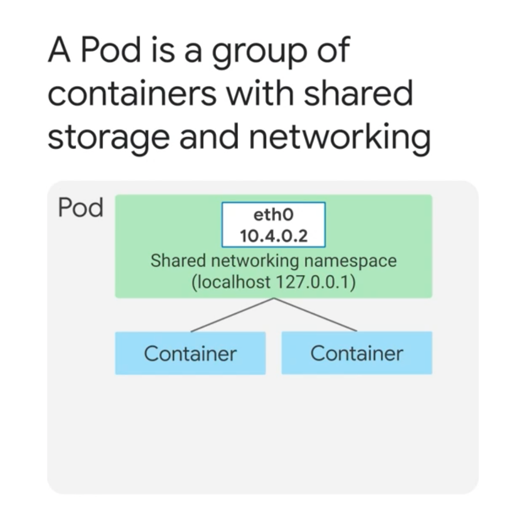 A Pod is a group of
containers with shared
storage and networking
Pod
eth0
10.4.0.2
Shared networking namespace
(localhost 127.0.0.1)
Container
Container